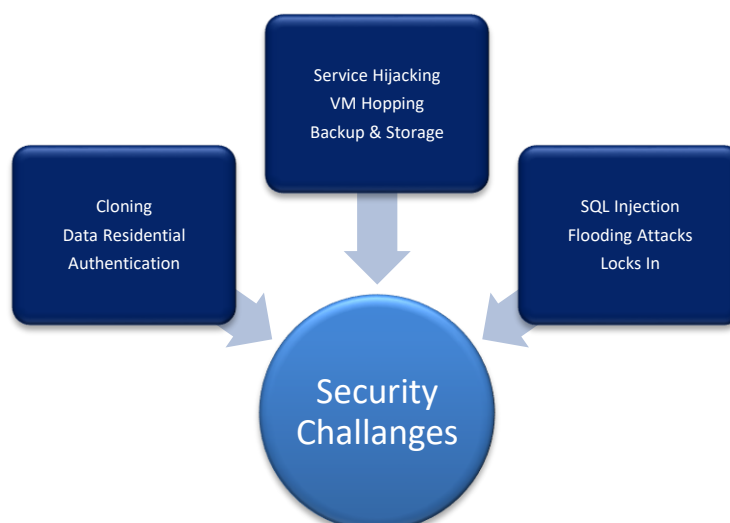 Service Hijacking
VM Hopping
Backup & Storage
Cloning
Data Residential
Authentication
SQL Injection
Flooding Attacks
Locks In
Security
Challanges